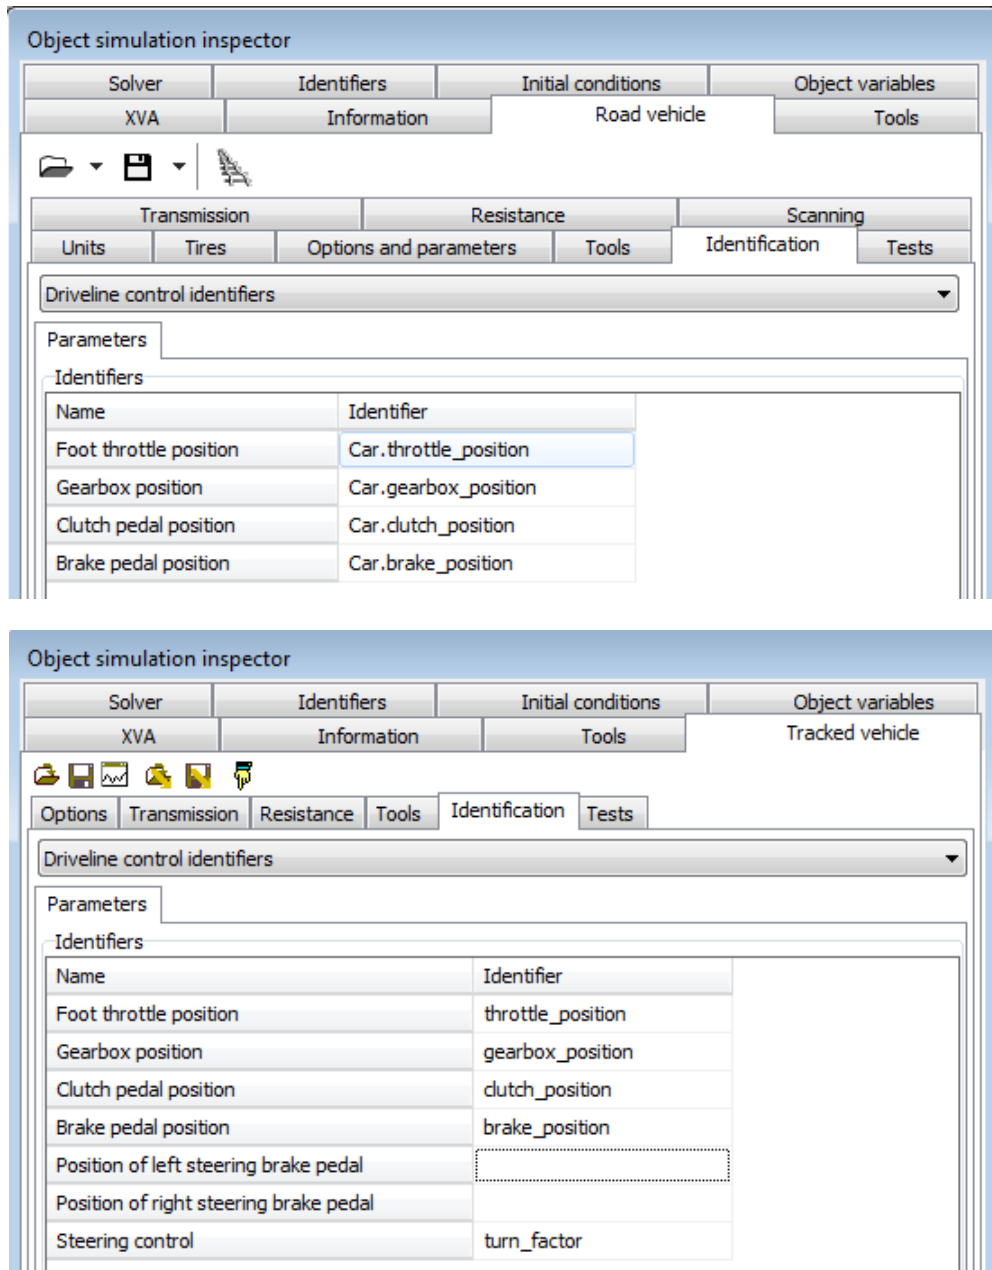 Object simulation inspector
Solver Identifiers Initial conditions Object variables
XVA Information Road vehicle Tools
Transmission Resistance Scanning
Units Tires Options and parameters Tools Identification Tests
Driveline control identifiers
Parameters
Identifiers
Name Identifier
Foot throttle position Car.throttle_position
Gearbox position Car.gearbox_position
Clutch pedal position Car.clutch_position
Brake pedal position Car.brake_position
Object simulation inspector
Solver Identifiers Initial conditions Object variables
XVA Information Tools Tracked vehicle
Options Transmission Resistance Tools Identification Tests
Driveline control identifiers
Parameters
Identifiers
Name Identifier
Foot throttle position throttle_position
Gearbox position gearbox_position
Clutch pedal position clutch_position
Brake pedal position brake_position
Position of left steering brake pedal
Position of right steering brake pedal
Steering control turn_factor